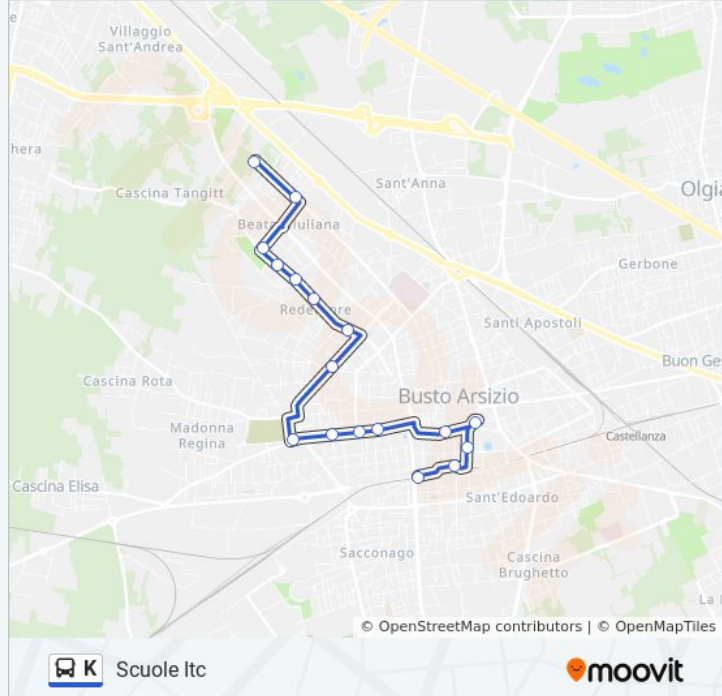 Villaggio
Sant'Andrea
hera
Cascina Tangitt
Sant'Anna
Olgia
Beata Giuliana
Gerbone
Redentore
Santi Apostoli
Buon Ges
Cascina Rota
Busto Arsizio
Madonna
Regina
Castellanza
Cascina Elisa
Sant'Edoardo
Sacconago
Cascina
Brughetto
La
© OpenStreetMap contributors | © OpenMapTiles
K Scuole Itc
moovit